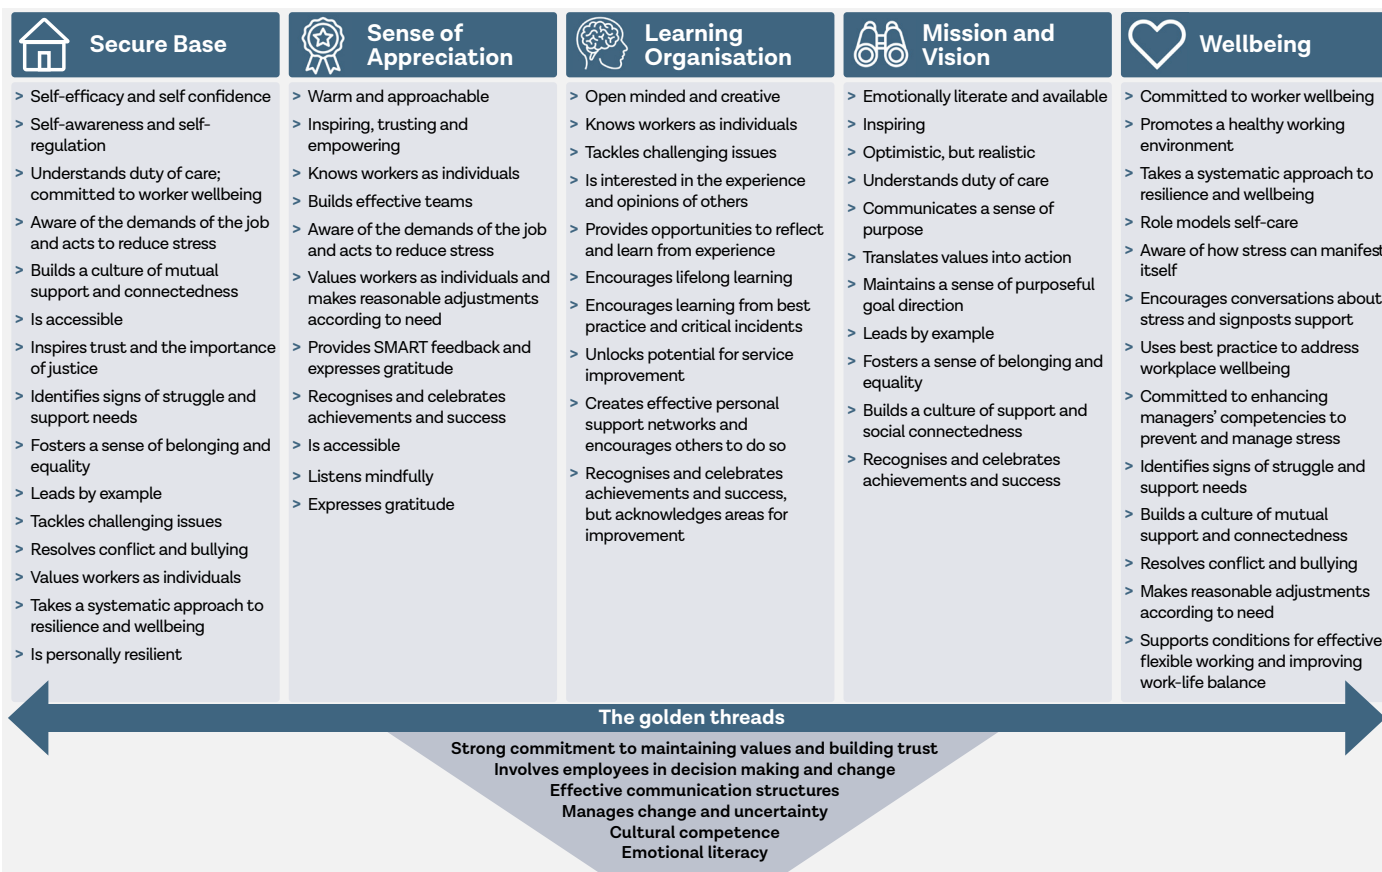 Secure Base
> Self-efficacy and self confidence
> Self-awareness and self-
regulation
> Understands duty of care;
committed to worker wellbeing
> Aware of the demands of the job
and acts to reduce stress
> Builds a culture of mutual
support and connectedness
> Is accessible
> Inspires trust and the importance
of justice
> Identifies signs of struggle and
support needs
> Fosters a sense of belonging and
equality
> Leads by example
> Tackles challenging issues
> Resolves conflict and bullying
> Values workers as individuals
> Takes a systematic approach to
resilience and wellbeing
> Is personally resilient
Sense of
Appreciation
> Warm and approachable
> Inspiring, trusting and
empowering
> Knows workers as individuals
> Builds effective teams
> Aware of the demands of the job
and acts to reduce stress
> Values workers as individuals and
makes reasonable adjustments
according to need
> Provides SMART feedback and
expresses gratitude
> Recognises and celebrates
achievements and success
> Is accessible
> Listens mindfully
> Expresses gratitude
Learning
Organisation
> Open minded and creative
> Knows workers as individuals
> Tackles challenging issues
> Is interested in the experience
and opinions of others
> Provides opportunities to reflect
and learn from experience
> Encourages lifelong learning
> Encourages learning from best
practice and critical incidents
> Unlocks potential for service
improvement
> Creates effective personal
support networks and
encourages others to do so
> Recognises and celebrates
achievements and success,
but acknowledges areas for
improvement
Mission and
Vision
> Emotionally literate and available
> Inspiring
> Optimistic, but realistic
> Understands duty of care
> Communicates a sense of
purpose
> Translates values into action
> Maintains a sense of purposeful
goal direction
> Leads by example
> Fosters a sense of belonging and
equality
> Builds a culture of support and
social connectedness
> Recognises and celebrates
achievements and success
Wellbeing
> Committed to worker wellbeing
> Promotes a healthy working
environment
> Takes a systematic approach to
resilience and wellbeing
> Role models self-care
> Aware of how stress can manifest
itself
> Encourages conversations about
stress and signposts support
> Uses best practice to address
workplace wellbeing
> Committed to enhancing
managers’ competencies to
prevent and manage stress
> Identifies signs of struggle and
support needs
> Builds a culture of mutual
support and connectedness
> Resolves conflict and bullying
> Makes reasonable adjustments
according to need
> Supports conditions for effective
flexible working and improving
work-life balance
The golden threads
Strong commitment to maintaining values and building trust
Involves employees in decision making and change
Effective communication structures
Manages change and uncertainty
Cultural competence
Emotional literacy